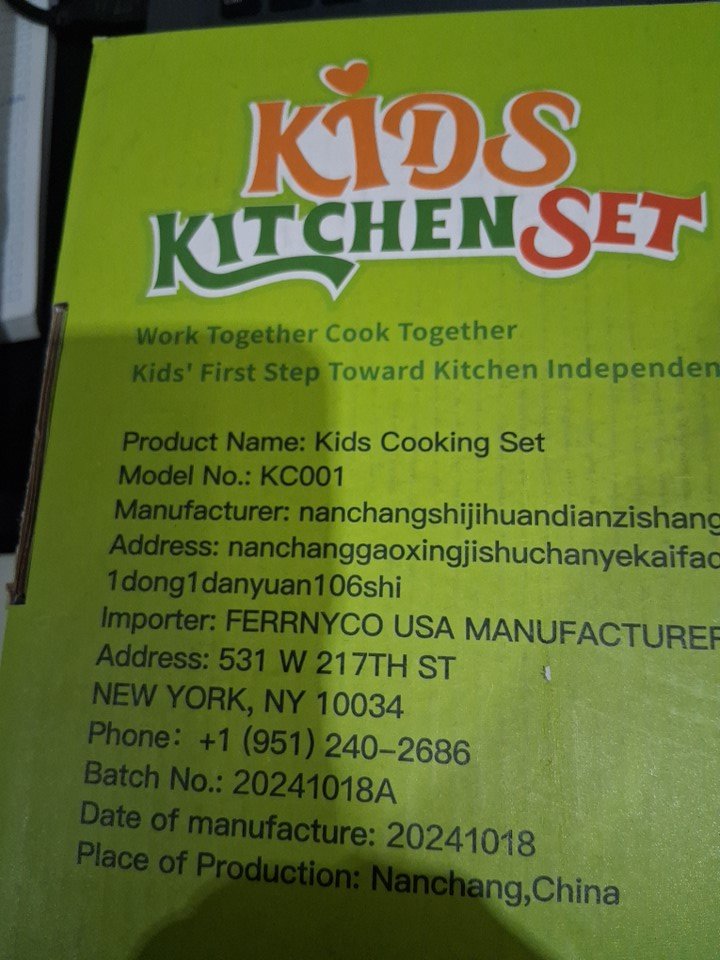 KIDS
KITCHEN SET
Work Together Cook Together
Kids' First Step Toward Kitchen Independen
Product Name: Kids Cooking Set
Model No.: KC001
Manufacturer: nanchangshijihuandianzishang
Address: nanchanggaoxingjishuchanyekaifac
1dong1danyuan106shi
Importer: FERRNYCO USA MANUFACTURER
Address: 531 W 217TH ST
NEW YORK, NY 10034
Phone: +1 (951) 240-2686
Batch No.: 20241018A
Date of manufacture: 20241018
Place of Production: Nanchang,China